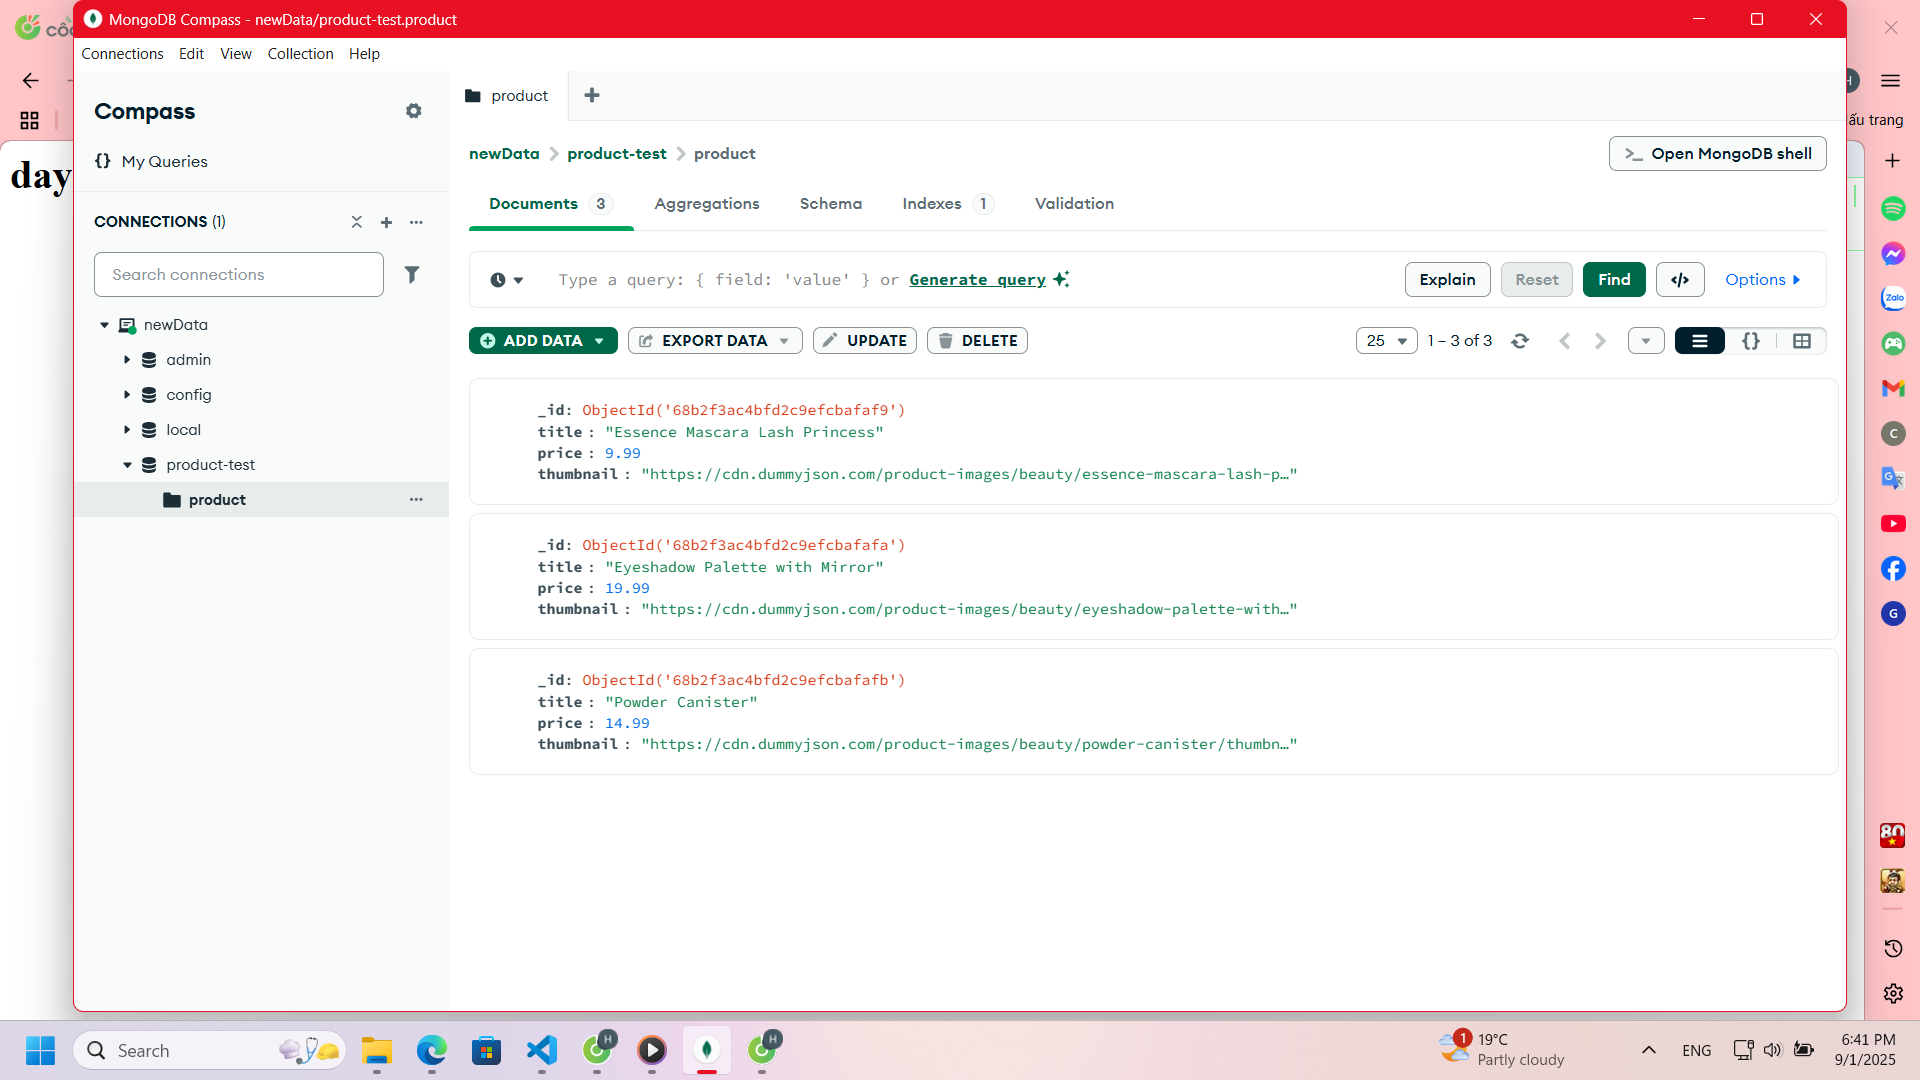 MongoDB Compass - newData/product-test.product
Connections Edit View Collection Help
Compass
My Queries
CONNECTIONS (1)
Search connections
newData
admin
config
local
product-test
product
product
newData > product-test > product
>_ Open MongoDB shell
Documents 3 Aggregations Schema Indexes 1 Validation
Type a query: { field: 'value' } or Generate query
Explain Reset Find </> Options
ADD DATA EXPORT DATA UPDATE DELETE
25 1 – 3 of 3 {}
_id: ObjectId('68b2f3ac4bfd2c9efcbafaf9')
title : "Essence Mascara Lash Princess"
price : 9.99
thumbnail : "https://cdn.dummyjson.com/product-images/beauty/essence-mascara-lash-p…"
_id: ObjectId('68b2f3ac4bfd2c9efcbafafa')
title : "Eyeshadow Palette with Mirror"
price : 19.99
thumbnail : "https://cdn.dummyjson.com/product-images/beauty/eyeshadow-palette-with…"
_id: ObjectId('68b2f3ac4bfd2c9efcbafafb')
title : "Powder Canister"
price : 14.99
thumbnail : "https://cdn.dummyjson.com/product-images/beauty/powder-canister/thumbn…"
day
ấu trang
Zalo
C
G
80
Search
H
H
1
19°C
Partly cloudy
ENG
6:41 PM
9/1/2025